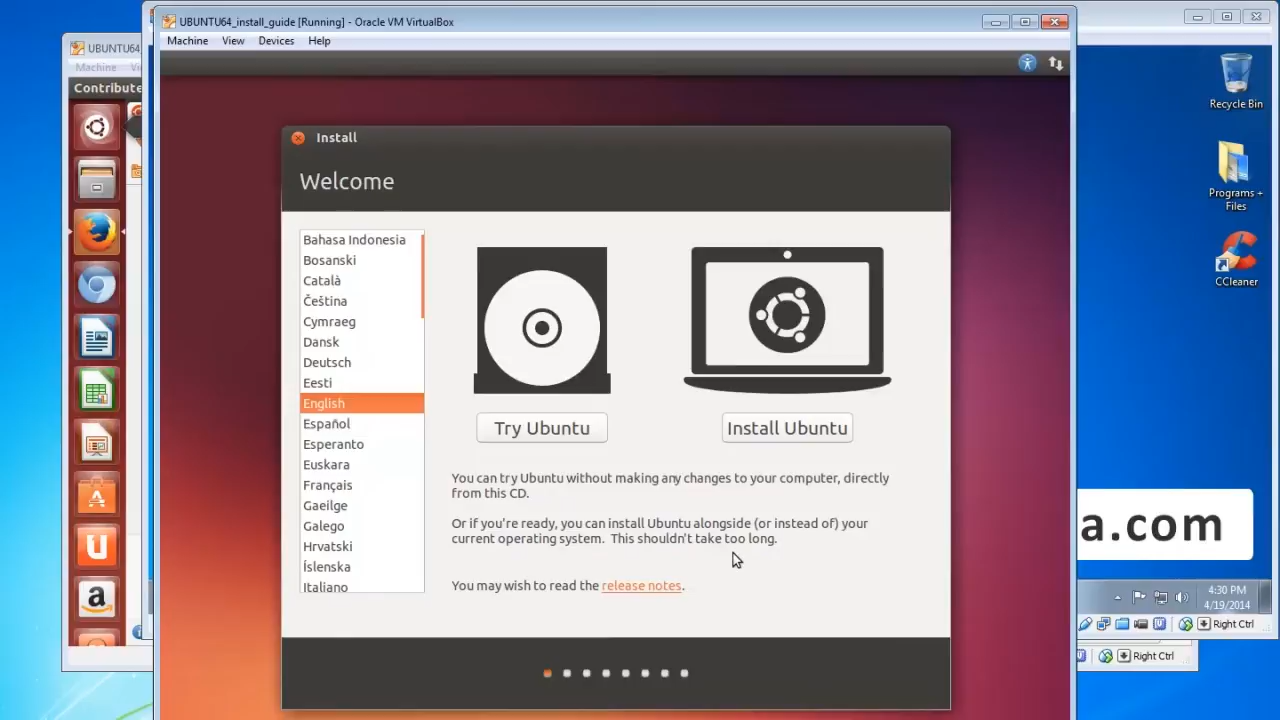 UBUNTU64_install_guide [Running] - Oracle VM VirtualBox
Machine View Devices Help
UBUNTU64
Machine
Contribute
Install
Welcome
Bahasa Indonesia
Bosanski
Català
Čeština
Cymraeg
Dansk
Deutsch
Eesti
English
Español
Esperanto
Euskara
Français
Gaeilge
Galego
Hrvatski
Íslenska
Italiano
Try Ubuntu
Install Ubuntu
You can try Ubuntu without making any changes to your computer, directly
from this CD.
Or if you're ready, you can install Ubuntu alongside (or instead of) your
current operating system. This shouldn't take too long.
You may wish to read the release notes.
Recycle Bin
Programs +
Files
CCleaner
a.com
4:30 PM
4/19/2014
Right Ctrl
Right Ctrl